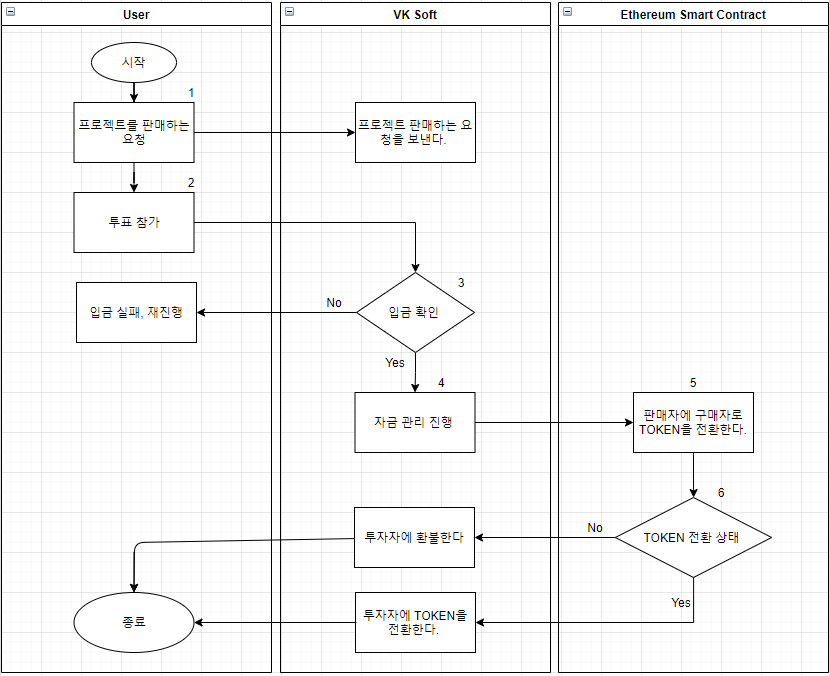 User
VK Soft
Ethereum Smart Contract
시작
1
프로젝트를 판매하는
요청
프로젝트 판매하는 요
청을 보낸다.
2
투표 참가
3
입금 확인
No
입금 실패, 재진행
Yes
4
자금 관리 진행
5
판매자에 구매자로
TOKEN을 전환한다.
6
TOKEN 전환 상태
No
투자자에 환불한다
Yes
투자자에 TOKEN을
전환한다.
종료